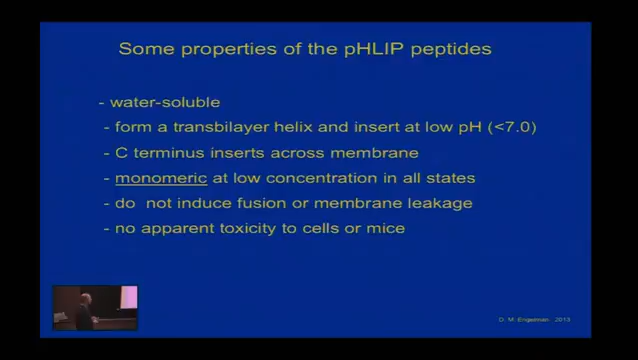 Some properties of the pHLIP peptides
- water-soluble
- form a transbilayer helix and insert at low pH (<7.0)
- C terminus inserts across membrane
- monomeric at low concentration in all states
- do not induce fusion or membrane leakage
- no apparent toxicity to cells or mice
D. M. Engelman 2013